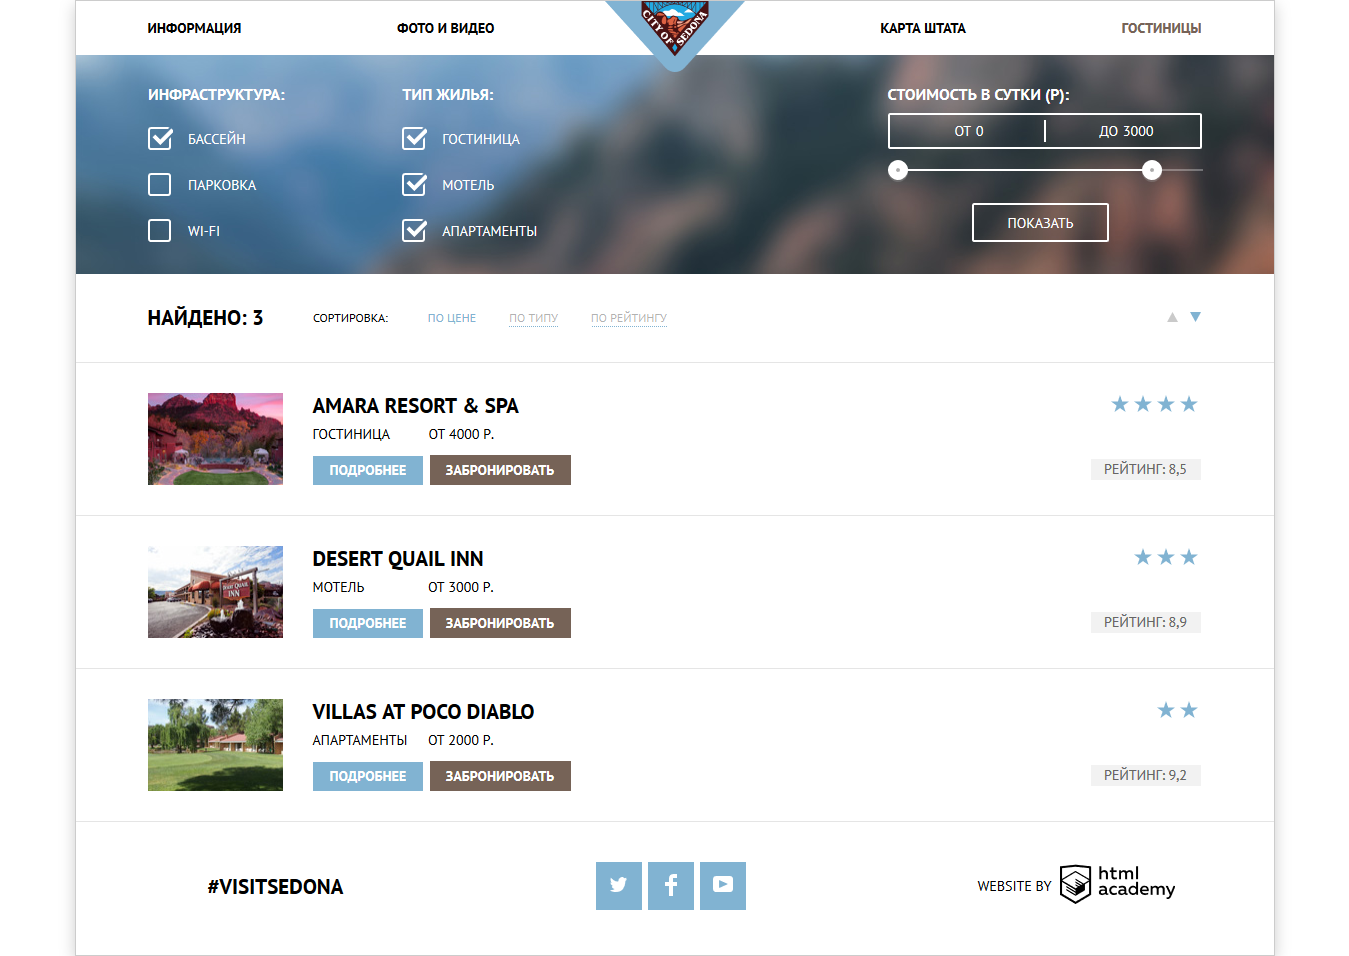 ИНФОРМАЦИЯ ФОТО И ВИДЕО CITY OF SEDONA КАРТА ШТАТА ГОСТИНИЦЫ
ИНФРАСТРУКТУРА: ТИП ЖИЛЬЯ: СТОИМОСТЬ В СУТКИ (Р):
БАССЕЙН ГОСТИНИЦА ОТ 0 ДО 3000
ПАРКОВКА МОТЕЛЬ
WI-FI АПАРТАМЕНТЫ ПОКАЗАТЬ
НАЙДЕНО: 3 СОРТИРОВКА: ПО ЦЕНЕ ПО ТИПУ ПО РЕЙТИНГУ
AMARA RESORT & SPA
ГОСТИНИЦА ОТ 4000 Р.
ПОДРОБНЕЕ ЗАБРОНИРОВАТЬ РЕЙТИНГ: 8,5
DESERT QUAIL INN
МОТЕЛЬ ОТ 3000 Р.
DESERT QUAIL
INN
ПОДРОБНЕЕ ЗАБРОНИРОВАТЬ РЕЙТИНГ: 8,9
VILLAS AT POCO DIABLO
АПАРТАМЕНТЫ ОТ 2000 Р.
ПОДРОБНЕЕ ЗАБРОНИРОВАТЬ РЕЙТИНГ: 9,2
#VISITSEDONA WEBSITE BY html
academy